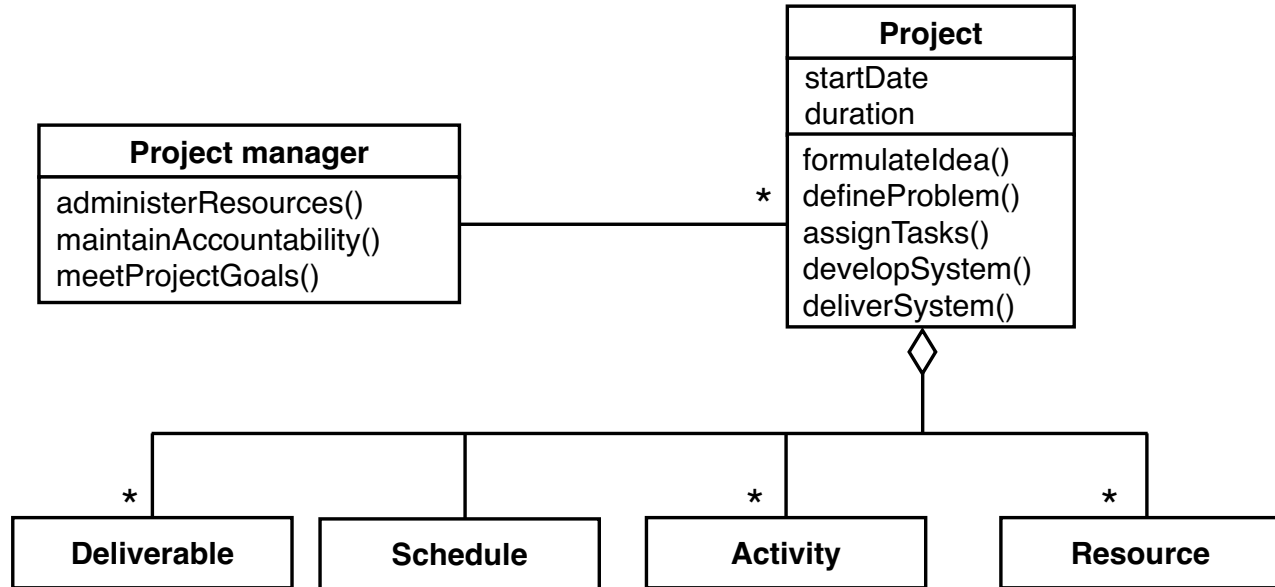 Project
startDate
duration
formulateIdea()
defineProblem()
assignTasks()
developSystem()
deliverSystem()
Project manager
administerResources()
maintainAccountability()
meetProjectGoals()
*
*
*
*
Deliverable
Schedule
Activity
Resource